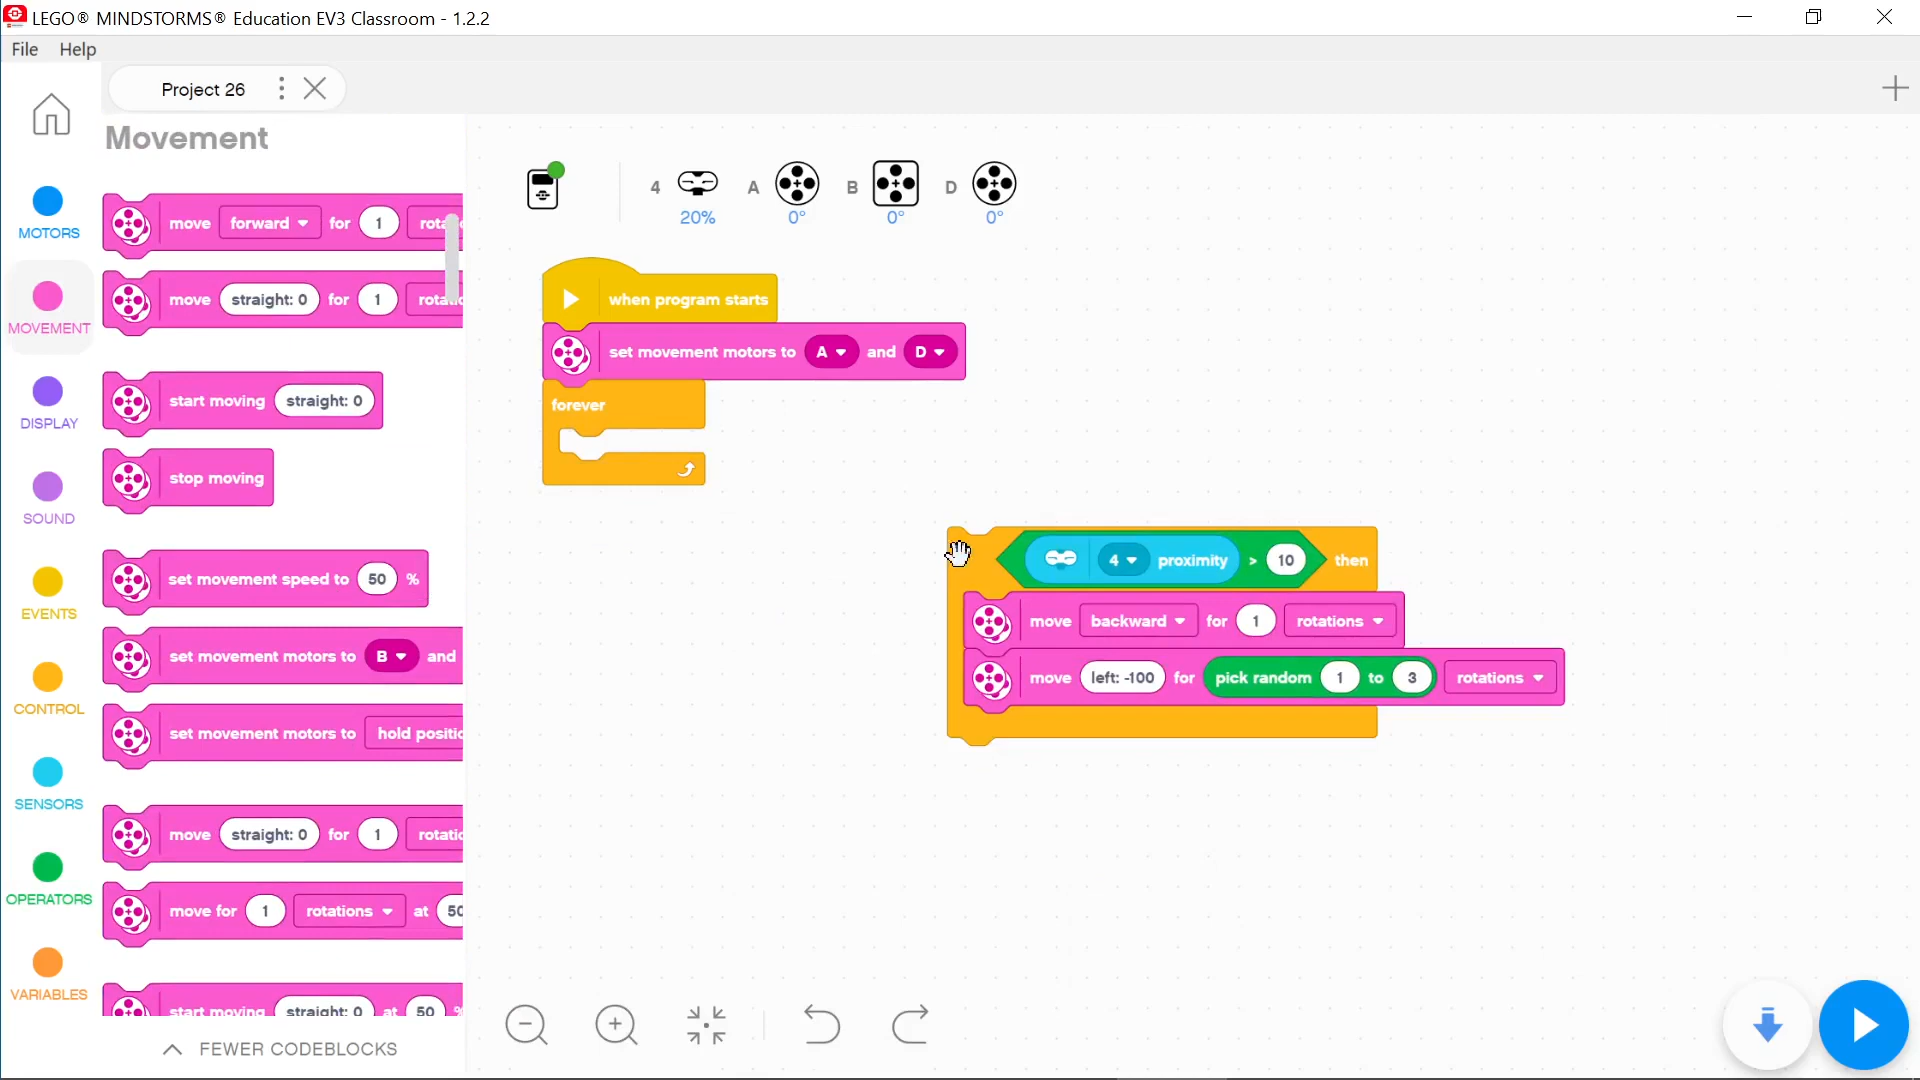 LEGO® MINDSTORMS® Education EV3 Classroom - 1.2.2
File Help
Project 26
Movement
MOTORS
MOVEMENT
DISPLAY
SOUND
EVENTS
CONTROL
SENSORS
OPERATORS
VARIABLES
move forward for 1
move straight: 0 for 1
start moving straight: 0
stop moving
set movement speed to 50 %
set movement motors to B and
set movement motors to hold
move straight: 0 for 1
move for 1 rotations at
start moving straight: 0 at 50 %
FEWER CODEBLOCKS
4 A B D
20% 0° 0° 0°
when program starts
set movement motors to A and D
forever
4 proximity > 10 then
move backward for 1 rotations
move left: -100 for pick random 1 to 3 rotations